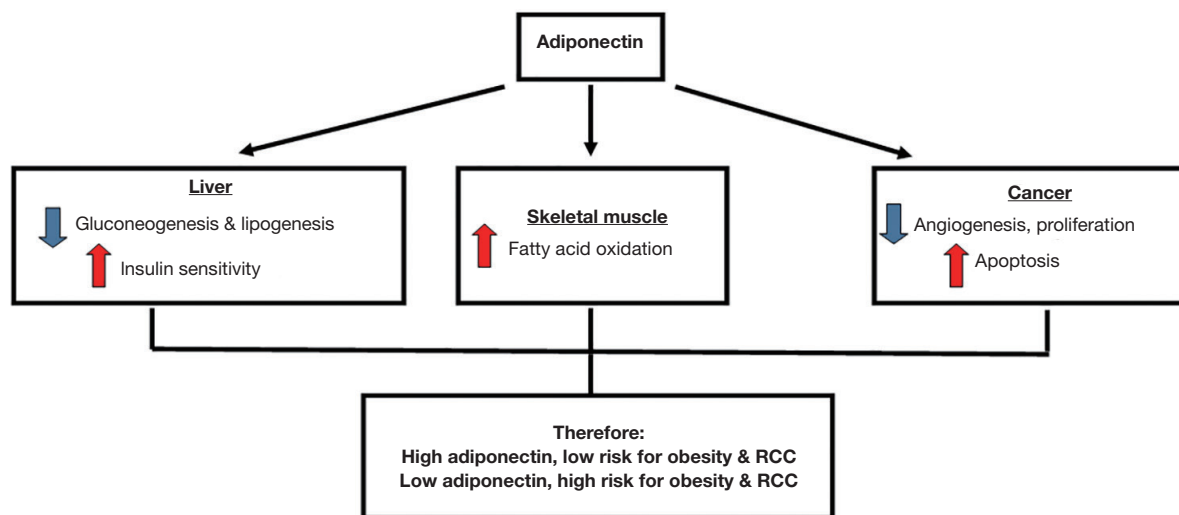 Adiponectin
Liver
Gluconeogenesis & lipogenesis
Insulin sensitivity
Skeletal muscle
Fatty acid oxidation
Cancer
Angiogenesis, proliferation
Apoptosis
Therefore:
High adiponectin, low risk for obesity & RCC
Low adiponectin, high risk for obesity & RCC